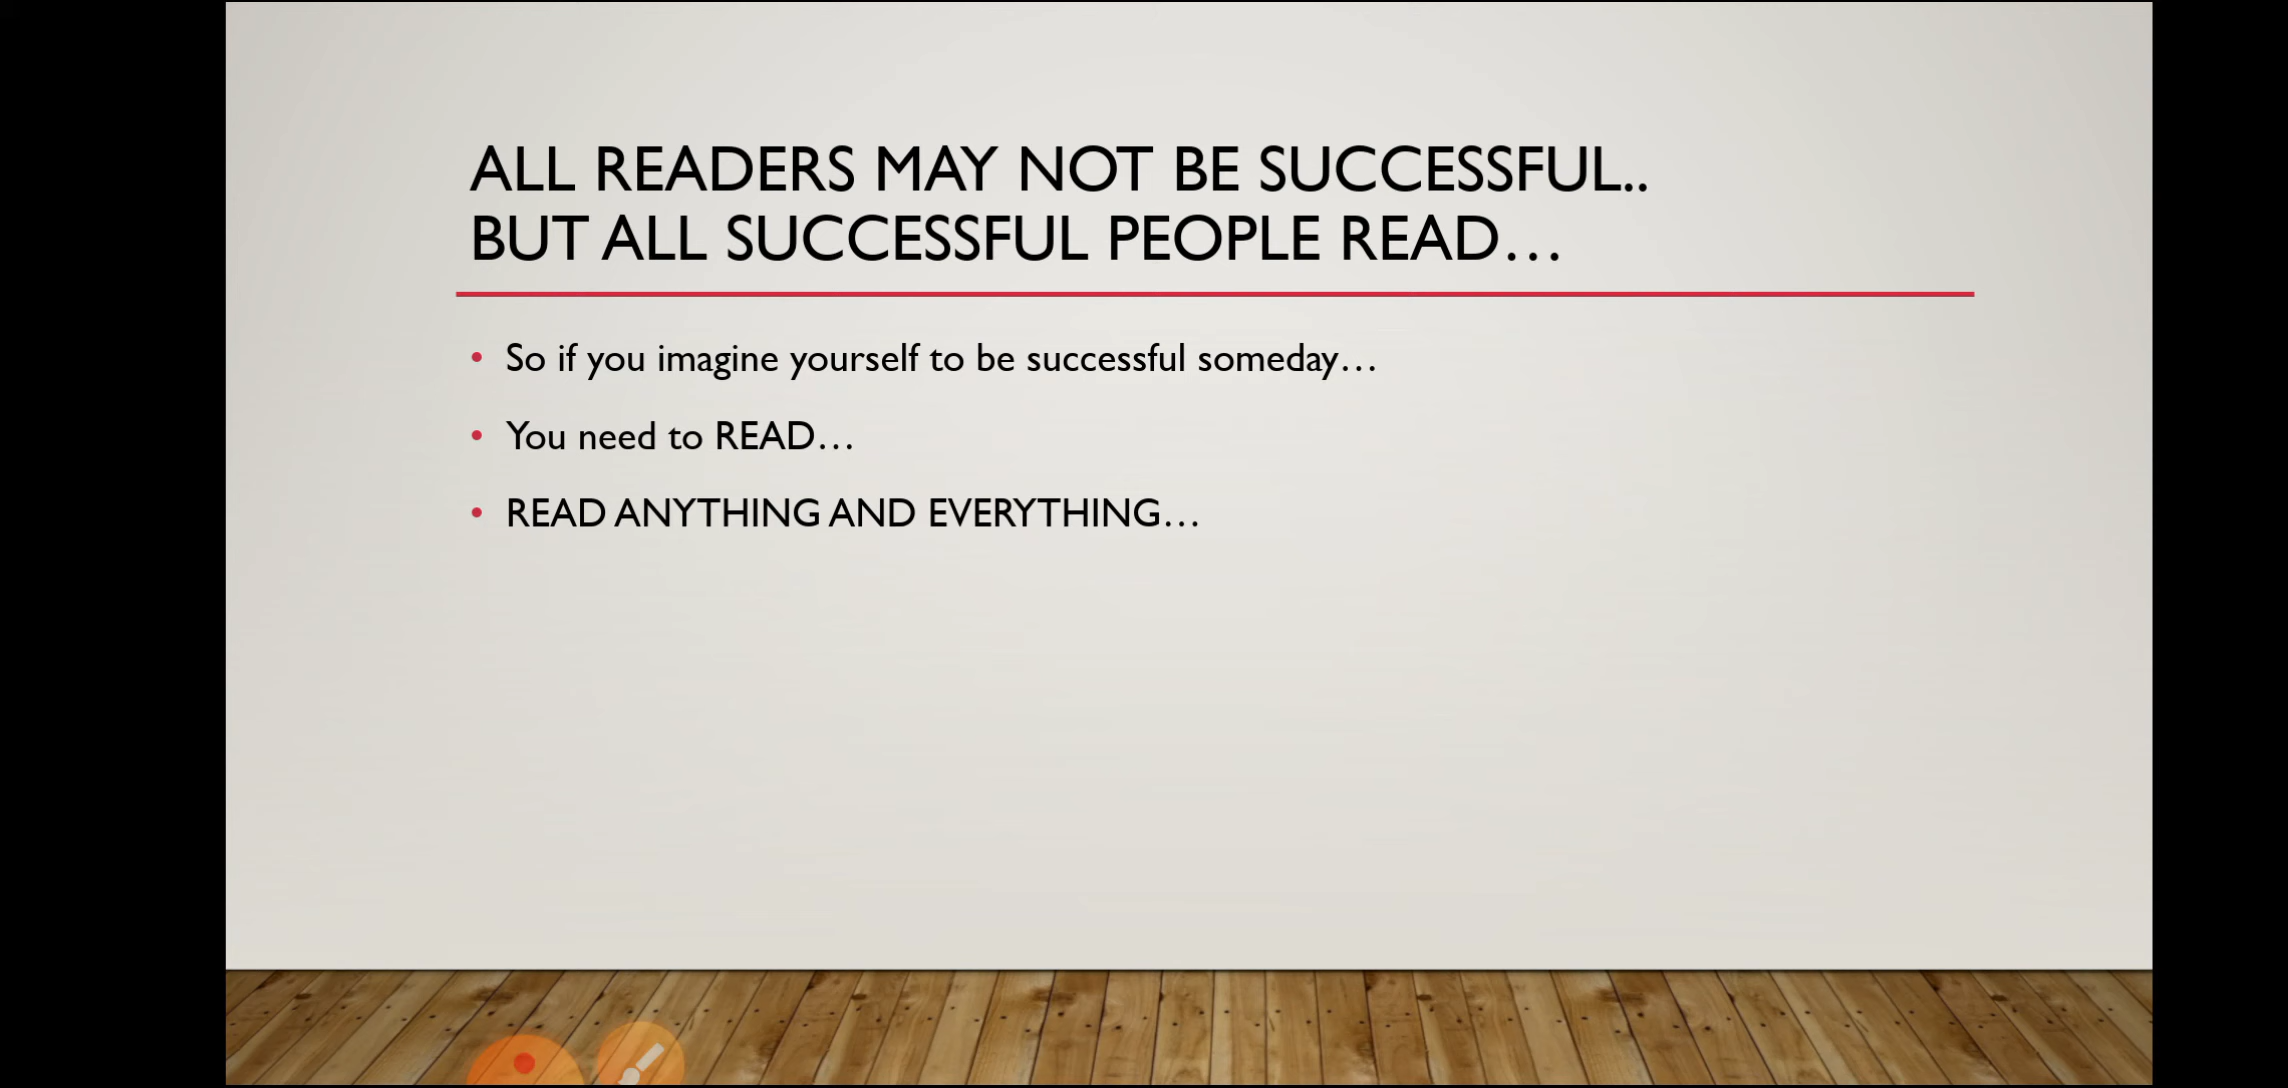 ALL READERS MAY NOT BE SUCCESSFUL..
BUT ALL SUCCESSFUL PEOPLE READ...
• So if you imagine yourself to be successful someday...
• You need to READ...
• READ ANYTHING AND EVERYTHING...